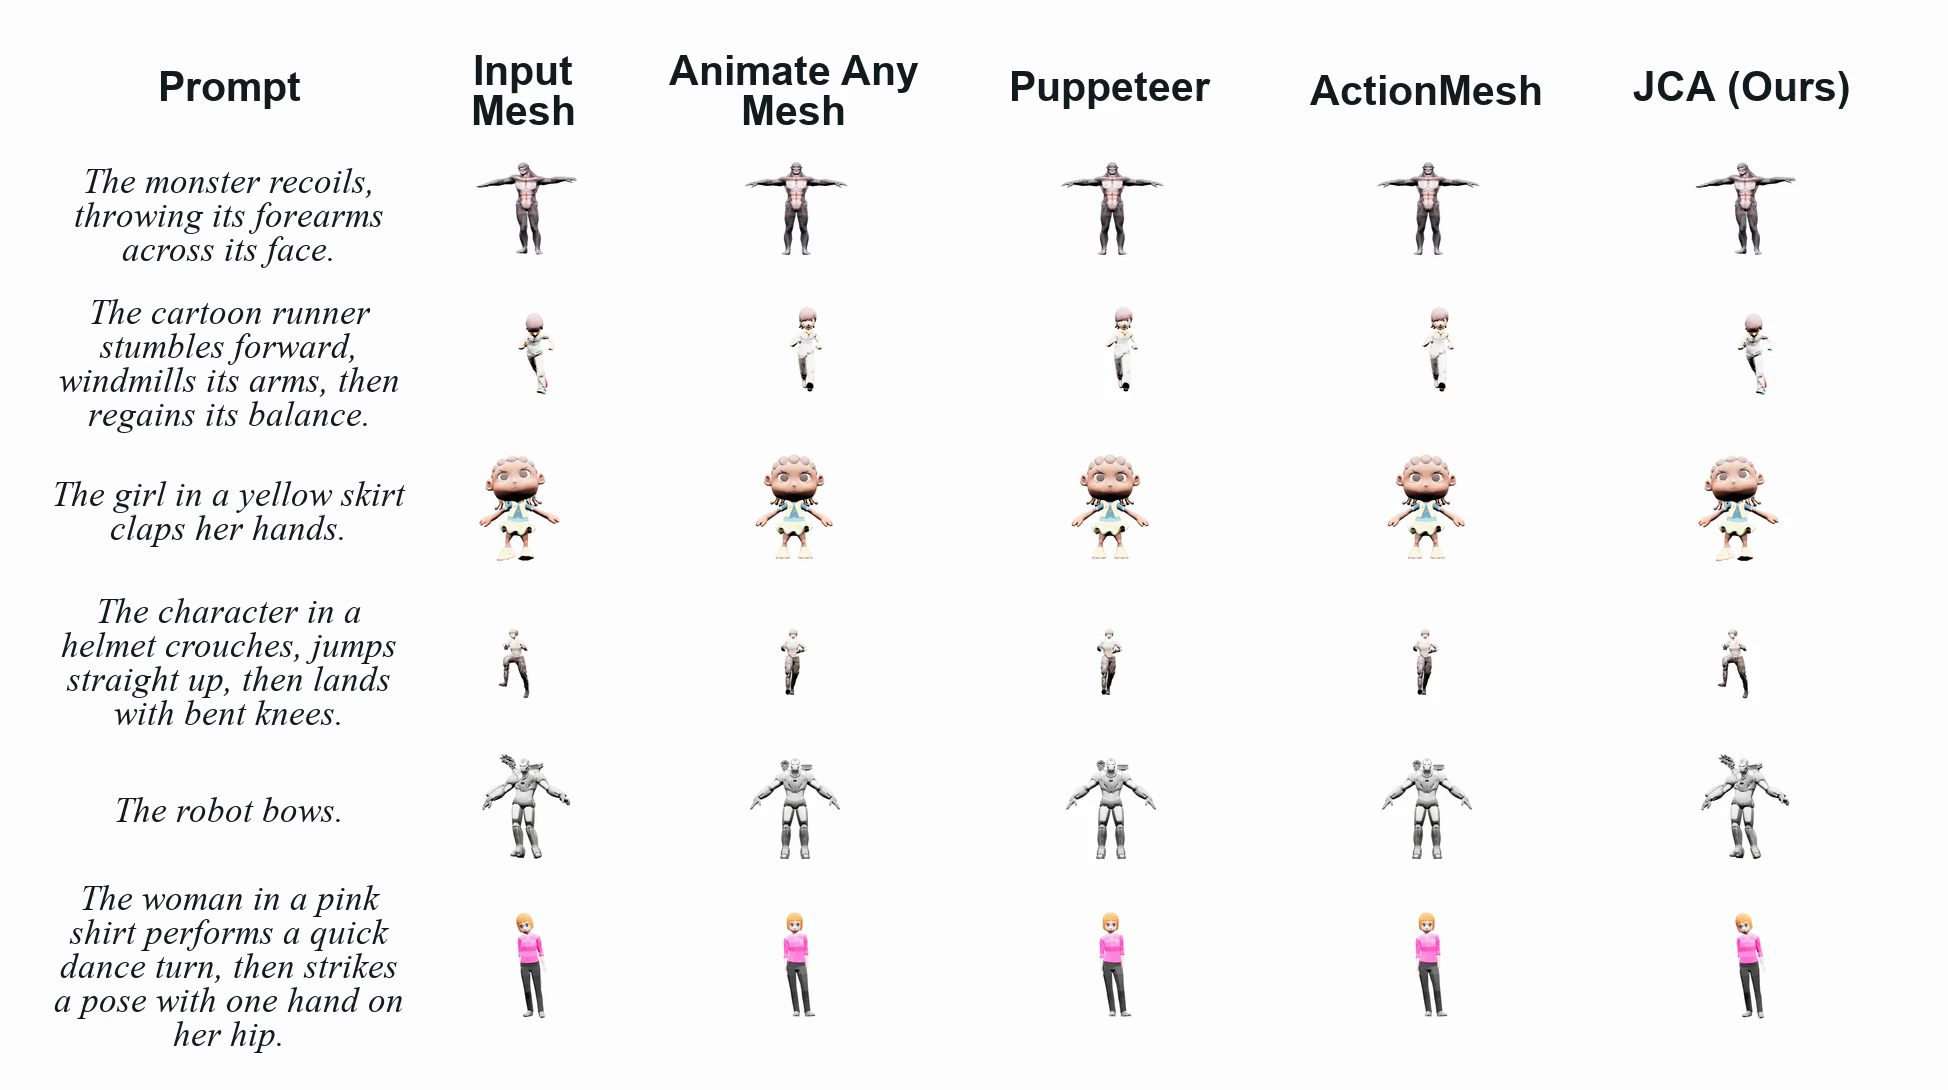 Prompt
Input
Mesh
Animate Any
Mesh
Puppeteer
ActionMesh
JCA (Ours)
The monster recoils,
throwing its forearms
across its face.
The cartoon runner
stumbles forward,
windmills its arms, then
regains its balance.
The girl in a yellow skirt
claps her hands.
The character in a
helmet crouches, jumps
straight up, then lands
with bent knees.
The robot bows.
The woman in a pink
shirt performs a quick
dance turn, then strikes
a pose with one hand on
her hip.